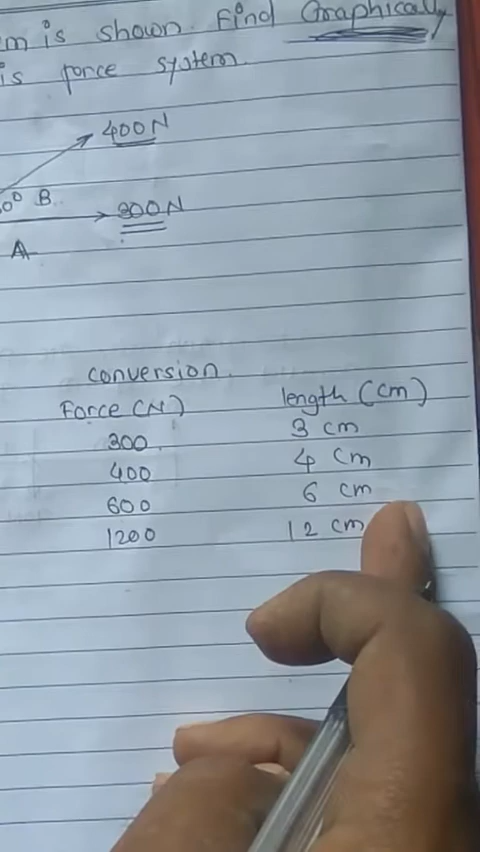 m is shown. Find Graphically
is force system.
400N
0° B
300N
A
conversion.
Force (N) length (cm)
300 3 cm
400 4 cm
600 6 cm
1200 12 cm